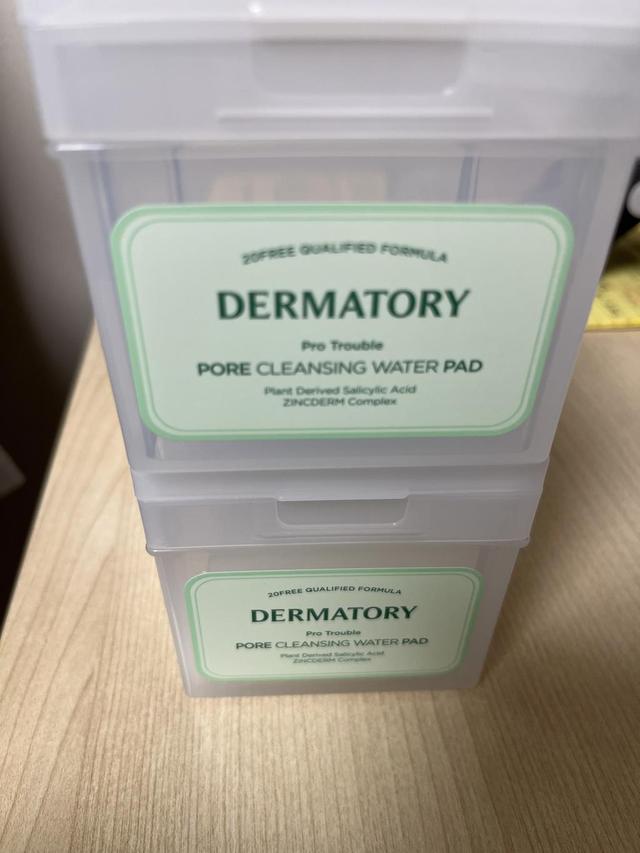 20FREE QUALIFIED FORMULA
DERMATORY
Pro Trouble
PORE CLEANSING WATER PAD
Plant Derived Salicylic Acid
ZINCDERM Complex
20FREE QUALIFIED FORMULA
DERMATORY
Pro Trouble
PORE CLEANSING WATER PAD
Plant Derived Salicylic Acid
ZINCDERM Complex